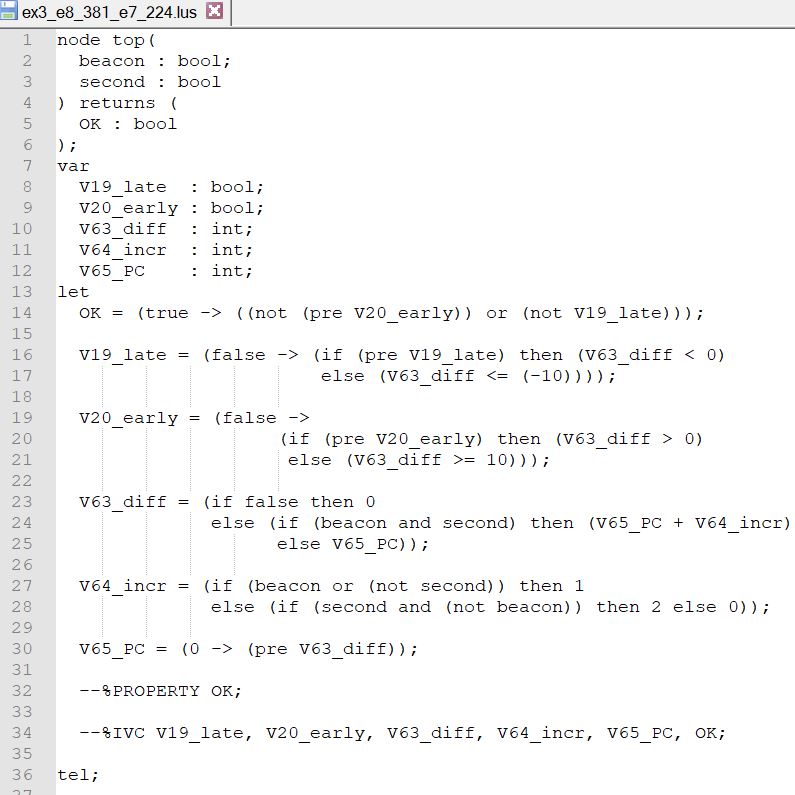 ex3_e8_381_e7_224.lus
1 node top(
2   beacon : bool;
3   second : bool
4 ) returns (
5   OK : bool
6 );
7 var
8   V19_late  : bool;
9   V20_early : bool;
10   V63_diff  : int;
11   V64_incr  : int;
12   V65_PC    : int;
13 let
14   OK = (true -> ((not (pre V20_early)) or (not V19_late)));
15
16   V19_late = (false -> (if (pre V19_late) then (V63_diff < 0)
17                         else (V63_diff <= (-10))));
18
19   V20_early = (false ->
20                     (if (pre V20_early) then (V63_diff > 0)
21                      else (V63_diff >= 10)));
22
23   V63_diff = (if false then 0
24               else (if (beacon and second) then (V65_PC + V64_incr)
25                     else V65_PC));
26
27   V64_incr = (if (beacon or (not second)) then 1
28               else (if (second and (not beacon)) then 2 else 0));
29
30   V65_PC = (0 -> (pre V63_diff));
31
32   --%PROPERTY OK;
33
34   --%IVC V19_late, V20_early, V63_diff, V64_incr, V65_PC, OK;
35
36 tel;
37